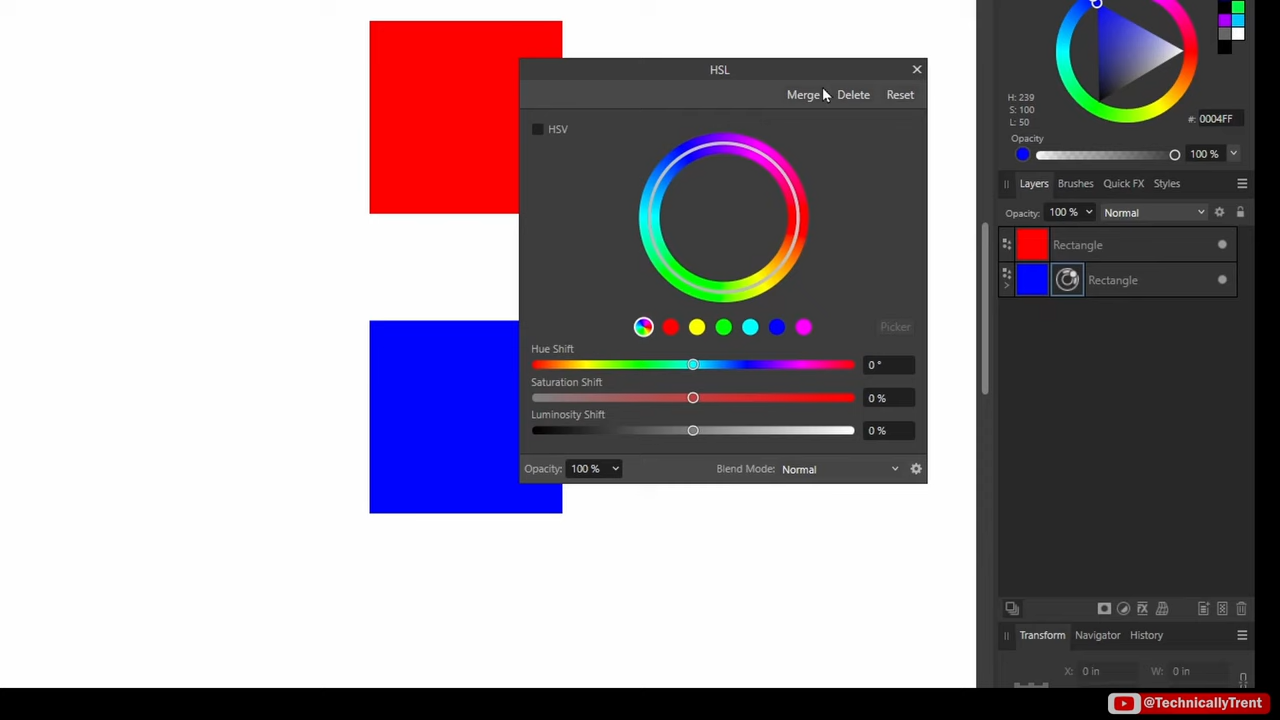 HSL
Merge Delete Reset
HSV
Picker
Hue Shift
0 °
Saturation Shift
0 %
Luminosity Shift
0 %
Opacity: 100 % Blend Mode: Normal
H: 239
S: 100
L: 50
#: 0004FF
Opacity
100 %
Layers Brushes Quick FX Styles
Opacity: 100 % Normal
Rectangle
Rectangle
Transform Navigator History
X: 0 in W: 0 in
@TechnicallyTrent